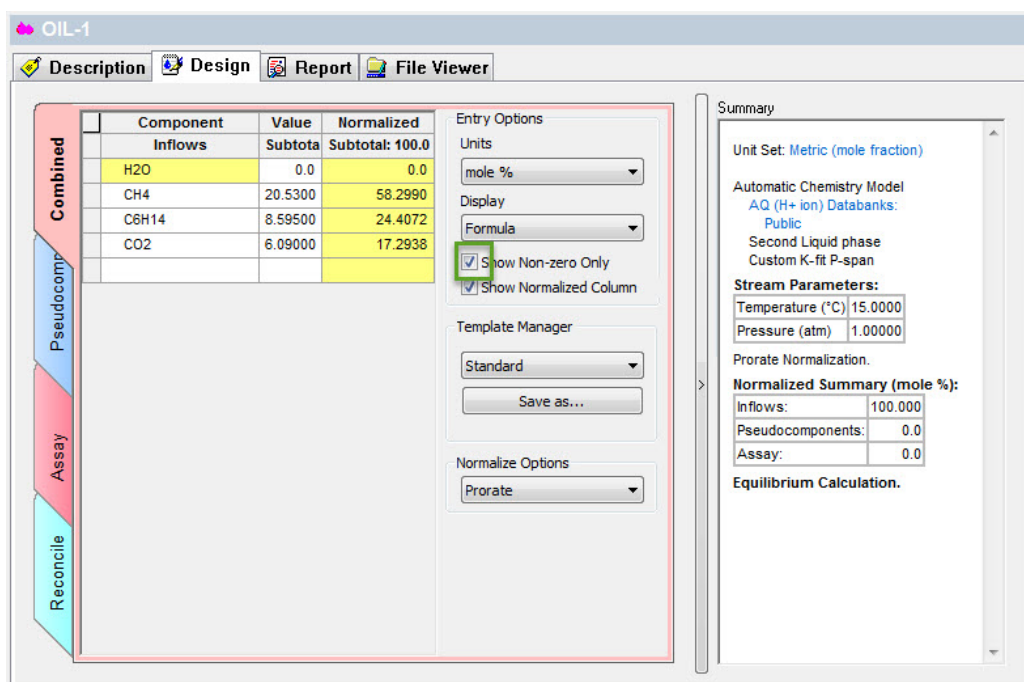 OIL-1
Description Design Report File Viewer
Combined
Pseudocomp
Assay
Reconcile
Component Value Normalized
Inflows Subtota Subtotal: 100.0
H2O 0.0 0.0
CH4 20.5300 58.2990
C6H14 8.59500 24.4072
CO2 6.09000 17.2938
Entry Options
Units
mole %
Display
Formula
Show Non-zero Only
Show Normalized Column
Template Manager
Standard
Save as...
Normalize Options
Prorate
>
Summary
Unit Set: Metric (mole fraction)
Automatic Chemistry Model
AQ (H+ ion) Databanks:
Public
Second Liquid phase
Custom K-fit P-span
Stream Parameters:
Temperature (°C) 15.0000
Pressure (atm) 1.00000
Prorate Normalization.
Normalized Summary (mole %):
Inflows: 100.000
Pseudocomponents: 0.0
Assay: 0.0
Equilibrium Calculation.